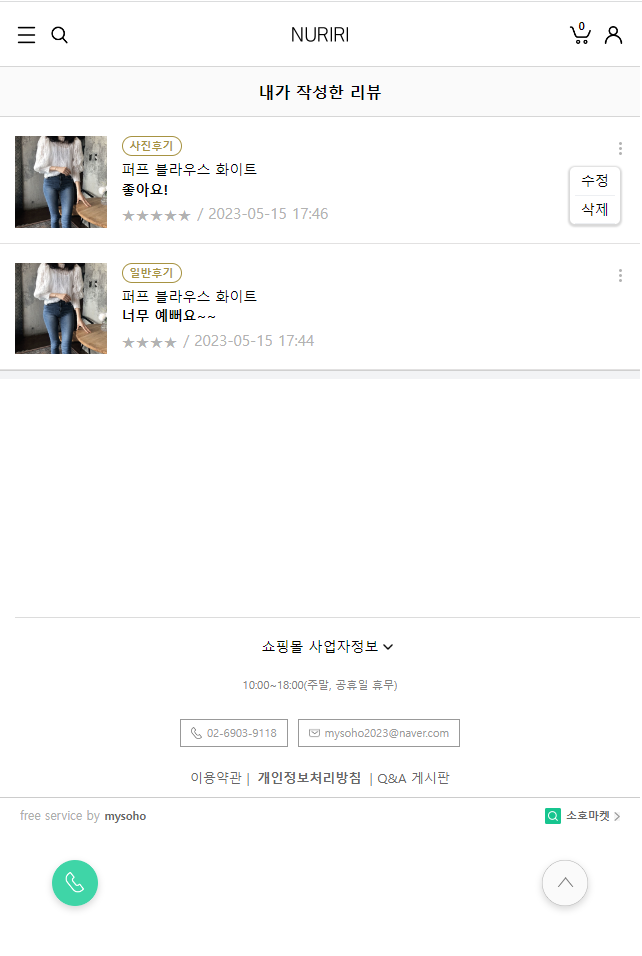 NURIRI
0
내가 작성한 리뷰
사진후기
퍼프 블라우스 화이트
좋아요!
★★★★★ / 2023-05-15 17:46
수정
삭제
일반후기
퍼프 블라우스 화이트
너무 예뻐요~~
★★★★ / 2023-05-15 17:44
쇼핑몰 사업자정보
10:00~18:00(주말, 공휴일 휴무)
02-6903-9118 mysoho2023@naver.com
이용약관 | 개인정보처리방침 | Q&A 게시판
free service by mysoho 소호마켓